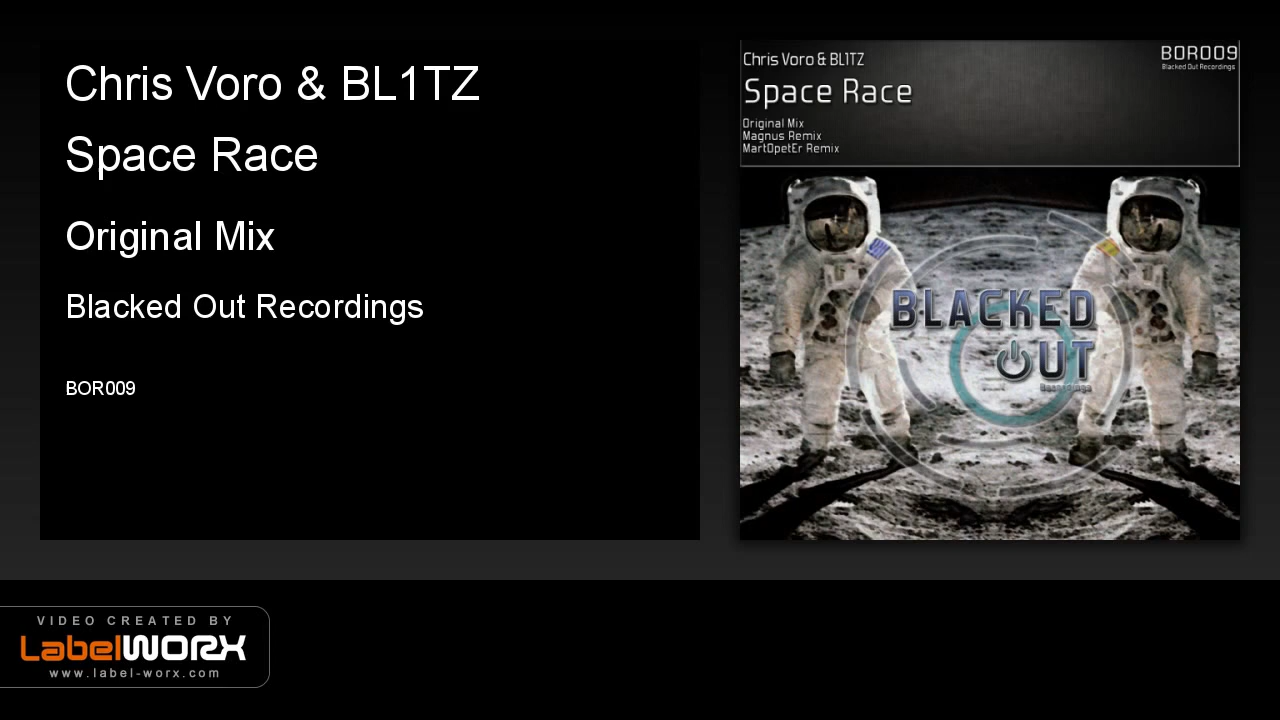 Chris Voro & BL1TZ
Space Race
Original Mix
Blacked Out Recordings
BOR009
Chris Voro & BL1TZ
BOR009
Blacked Out Recordings
Space Race
Original Mix
Magnus Remix
MartOpetEr Remix
BLACKED
OUT
Recordings
VIDEO CREATED BY
LabelWORX
www.label-worx.com